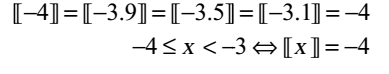 ⟦−4⟧ = ⟦−3.9⟧ = ⟦−3.5⟧ = ⟦−3.1⟧ = −4
−4 ≤ x < −3 ⇔ ⟦x⟧ = −4